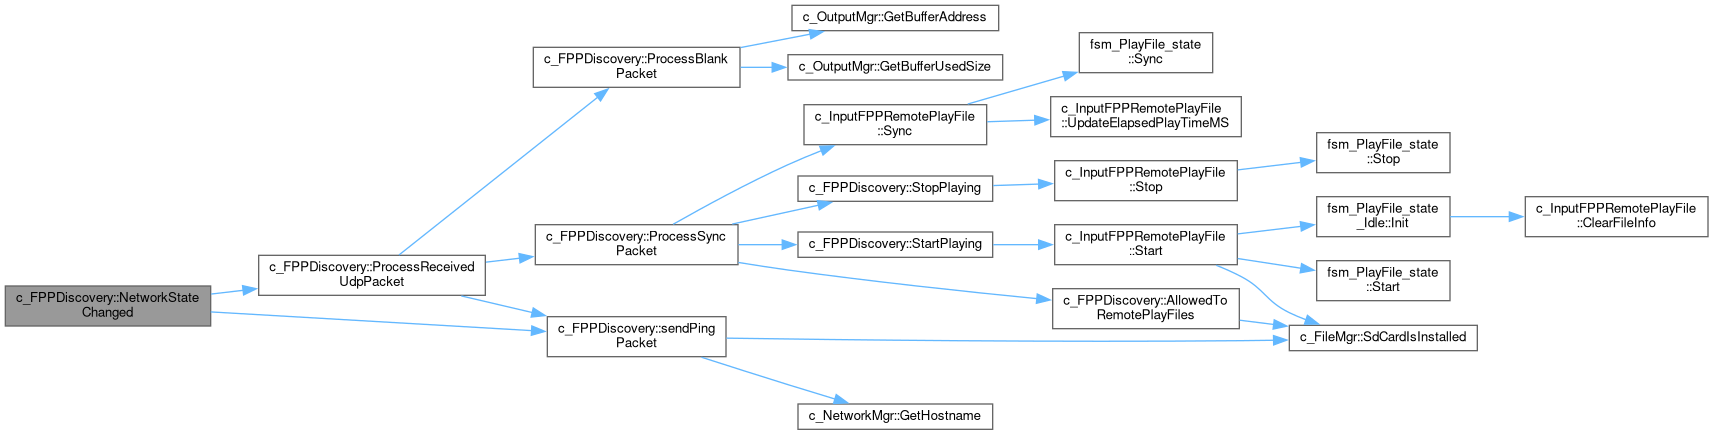 c_FPPDiscovery::NetworkState
Changed
c_FPPDiscovery::ProcessReceived
UdpPacket
c_FPPDiscovery::ProcessBlank
Packet
c_OutputMgr::GetBufferAddress
c_OutputMgr::GetBufferUsedSize
c_FPPDiscovery::ProcessSync
Packet
c_InputFPPRemotePlayFile
::Sync
fsm_PlayFile_state
::Sync
c_InputFPPRemotePlayFile
::UpdateElapsedPlayTimeMS
c_FPPDiscovery::StopPlaying
c_InputFPPRemotePlayFile
::Stop
fsm_PlayFile_state
::Stop
c_FPPDiscovery::StartPlaying
c_InputFPPRemotePlayFile
::Start
fsm_PlayFile_state
_Idle::Init
c_InputFPPRemotePlayFile
::ClearFileInfo
fsm_PlayFile_state
::Start
c_FPPDiscovery::AllowedTo
RemotePlayFiles
c_FileMgr::SdCardIsInstalled
c_FPPDiscovery::sendPing
Packet
c_NetworkMgr::GetHostname